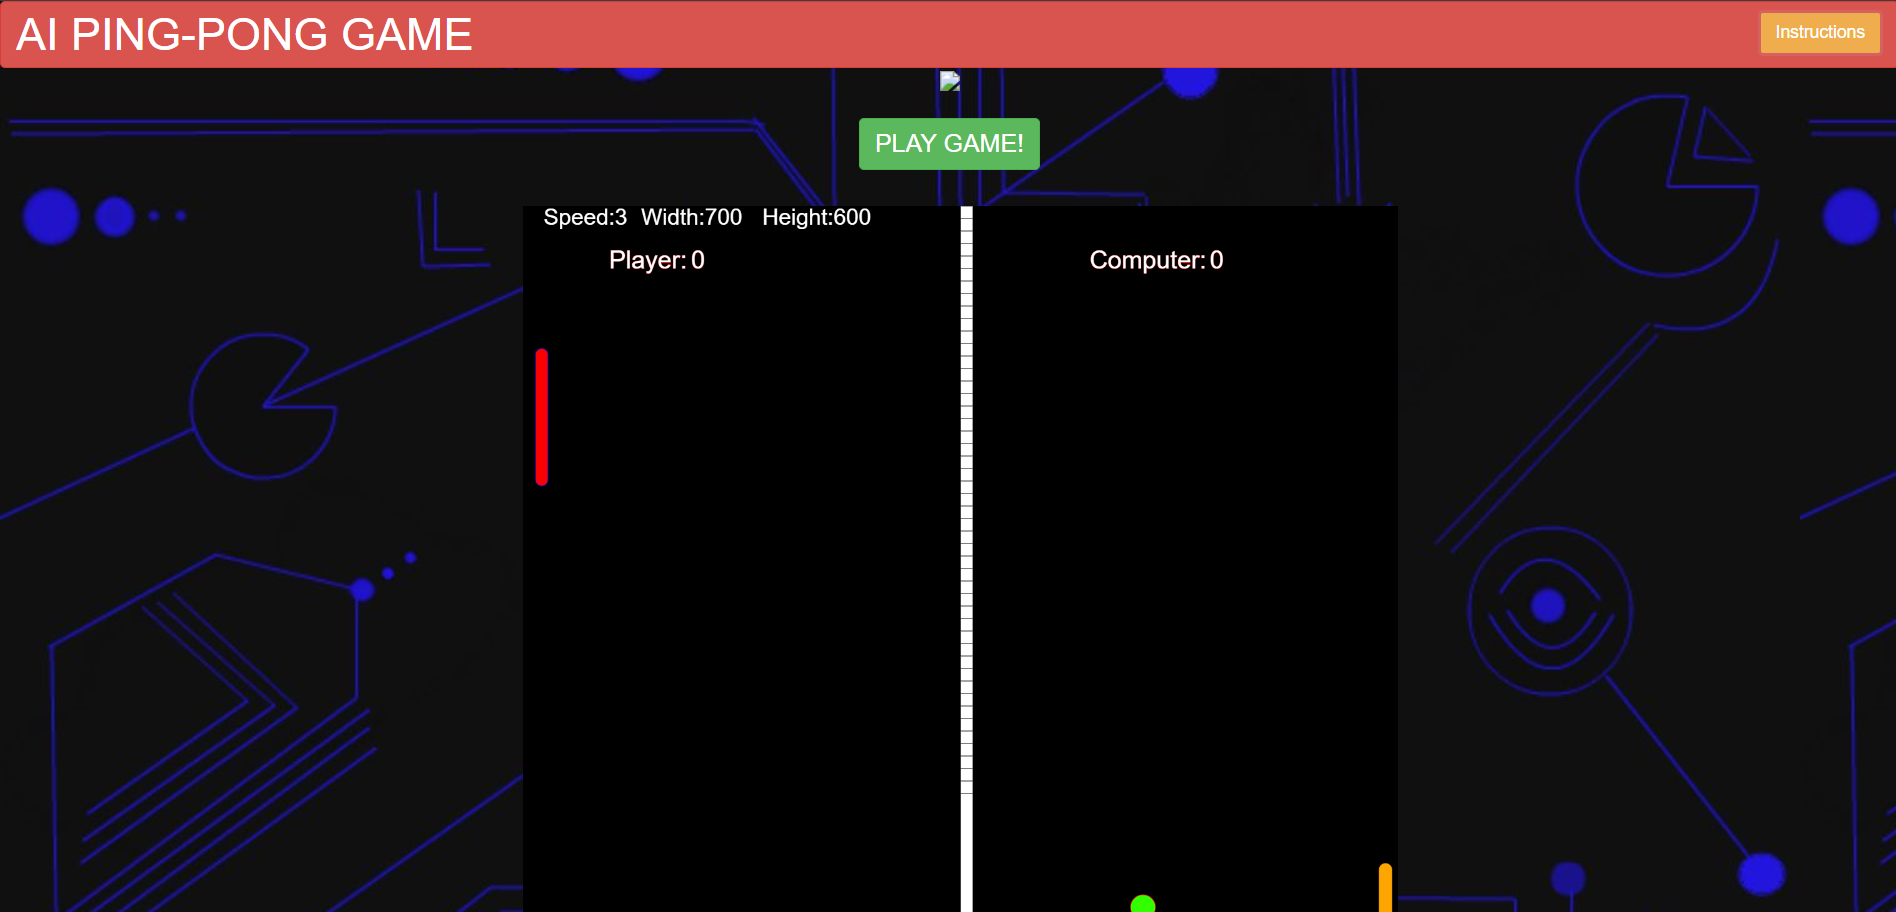 AI PING-PONG GAME
Instructions
PLAY GAME!
Speed:3 Width:700 Height:600
Player: 0
Computer: 0